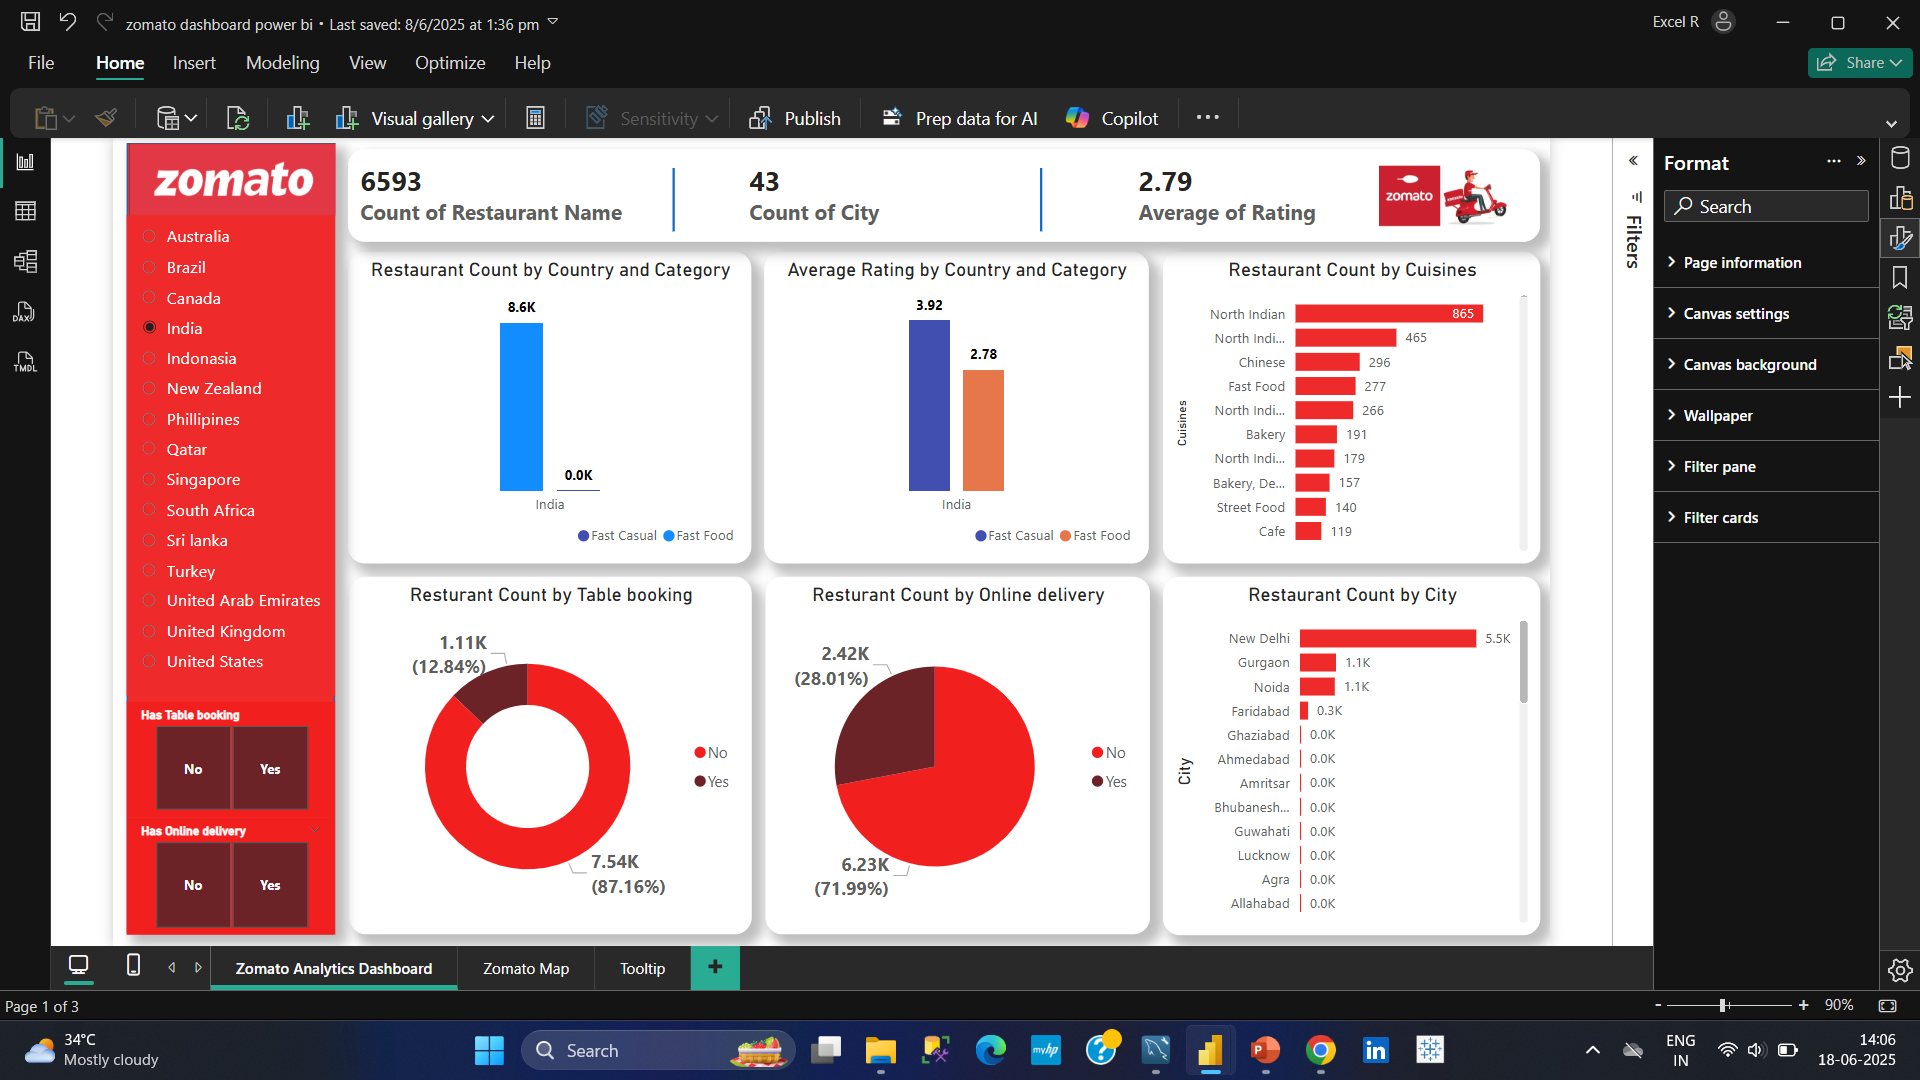 zomato dashboard power bi • Last saved: 8/6/2025 at 1:36 pm
Excel R
File
Home
Insert
Modeling
View
Optimize
Help
Share
Visual gallery
Sensitivity
Publish
Prep data for AI
Copilot
DAX
TMDL
zomato
Australia
Brazil
Canada
India
Indonasia
New Zealand
Phillipines
Qatar
Singapore
South Africa
Sri lanka
Turkey
United Arab Emirates
United Kingdom
United States
Has Table booking
No
Yes
Has Online delivery
No
Yes
6593
Count of Restaurant Name
43
Count of City
2.79
Average of Rating
zomato
Restaurant Count by Country and Category
8.6K
0.0K
India
Fast Casual
Fast Food
Average Rating by Country and Category
3.92
2.78
India
Fast Casual
Fast Food
Restaurant Count by Cuisines
Cuisines
North Indian 865
North Indi... 465
Chinese 296
Fast Food 277
North Indi... 266
Bakery 191
North Indi... 179
Bakery, De... 157
Street Food 140
Cafe 119
Resturant Count by Table booking
1.11K
(12.84%)
7.54K
(87.16%)
No
Yes
Resturant Count by Online delivery
2.42K
(28.01%)
6.23K
(71.99%)
No
Yes
Restaurant Count by City
City
New Delhi 5.5K
Gurgaon 1.1K
Noida 1.1K
Faridabad 0.3K
Ghaziabad 0.0K
Ahmedabad 0.0K
Amritsar 0.0K
Bhubanesh... 0.0K
Guwahati 0.0K
Lucknow 0.0K
Agra 0.0K
Allahabad 0.0K
Filters
Format
Search
Page information
Canvas settings
Canvas background
Wallpaper
Filter pane
Filter cards
Zomato Analytics Dashboard
Zomato Map
Tooltip
Page 1 of 3
90%
34°C
Mostly cloudy
Search
myhp
ENG
IN
14:06
18-06-2025